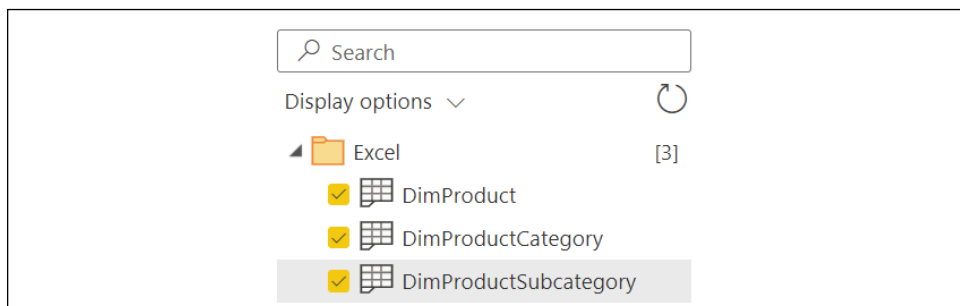 Search
Display options
Excel [3]
DimProduct
DimProductCategory
DimProductSubcategory